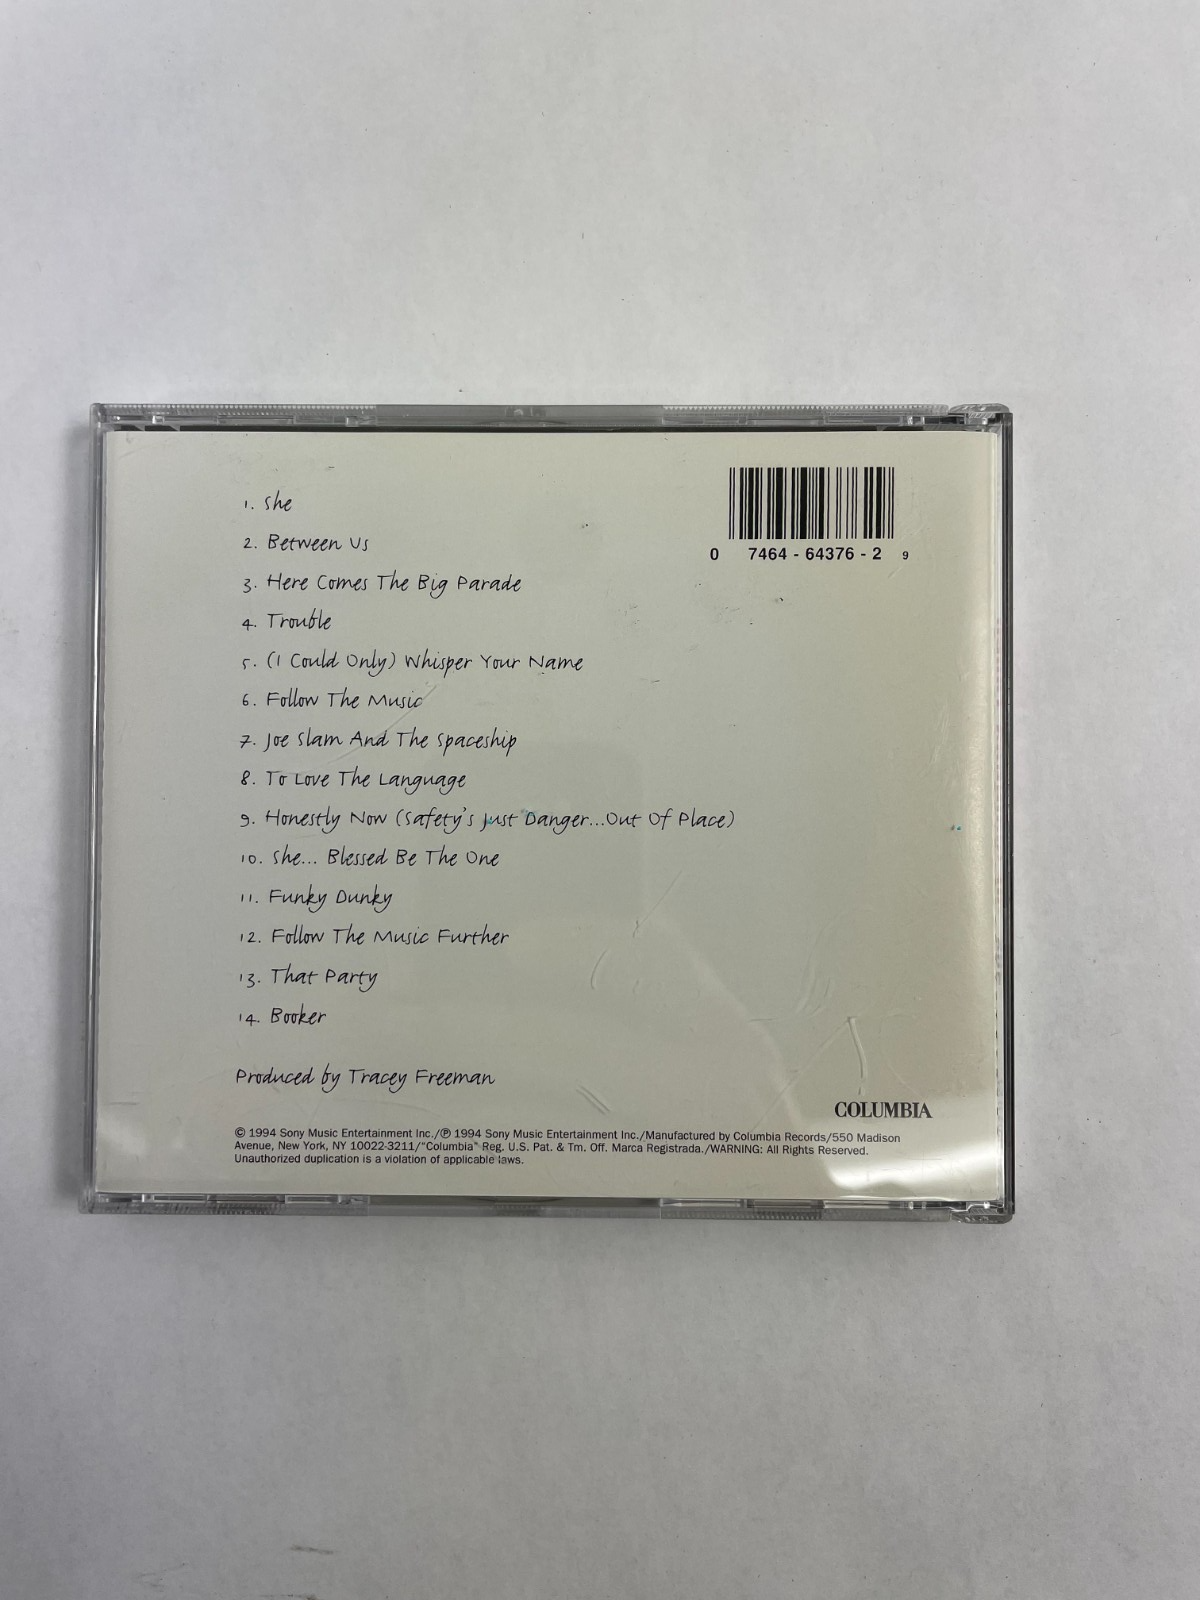 1. She
2. Between Us
3. Here Comes The Big Parade
4. Trouble
5. (I Could Only) Whisper Your Name
6. Follow The Music
7. Joe Slam And The Spaceship
8. To Love The Language
9. Honestly Now (Safety's Just Danger...Out Of Place)
10. She... Blessed Be The One
11. Funky Dunky
12. Follow The Music Further
13. That Party
14. Booker
Produced by Tracey Freeman
0 7464 - 64376 - 2 9
COLUMBIA
© 1994 Sony Music Entertainment Inc./℗ 1994 Sony Music Entertainment Inc./Manufactured by Columbia Records/550 Madison
Avenue, New York, NY 10022-3211/"Columbia" Reg. U.S. Pat. & Tm. Off. Marca Registrada./WARNING: All Rights Reserved.
Unauthorized duplication is a violation of applicable laws.